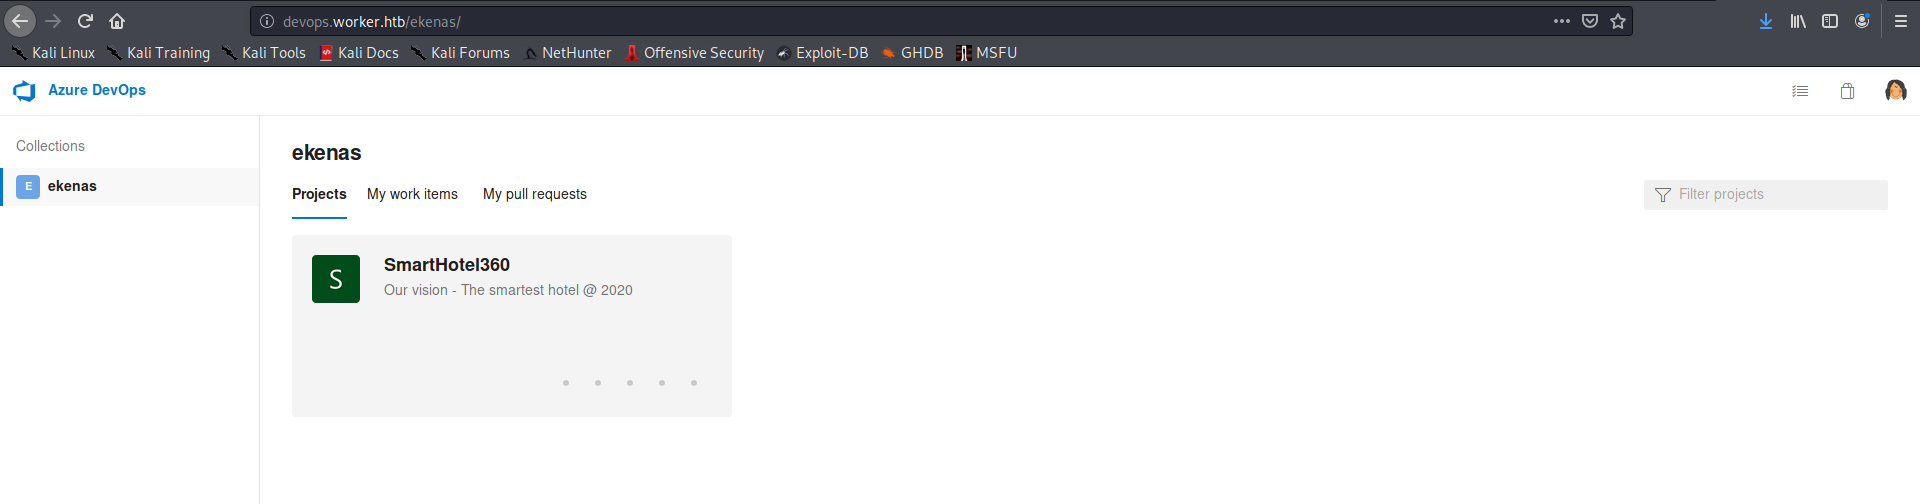 devops.worker.htb/ekenas/
Kali Linux Kali Training Kali Tools Kali Docs Kali Forums NetHunter Offensive Security Exploit-DB GHDB MSFU
Azure DevOps
Collections
E ekenas
ekenas
Projects My work items My pull requests
Filter projects
S SmartHotel360
Our vision - The smartest hotel @ 2020